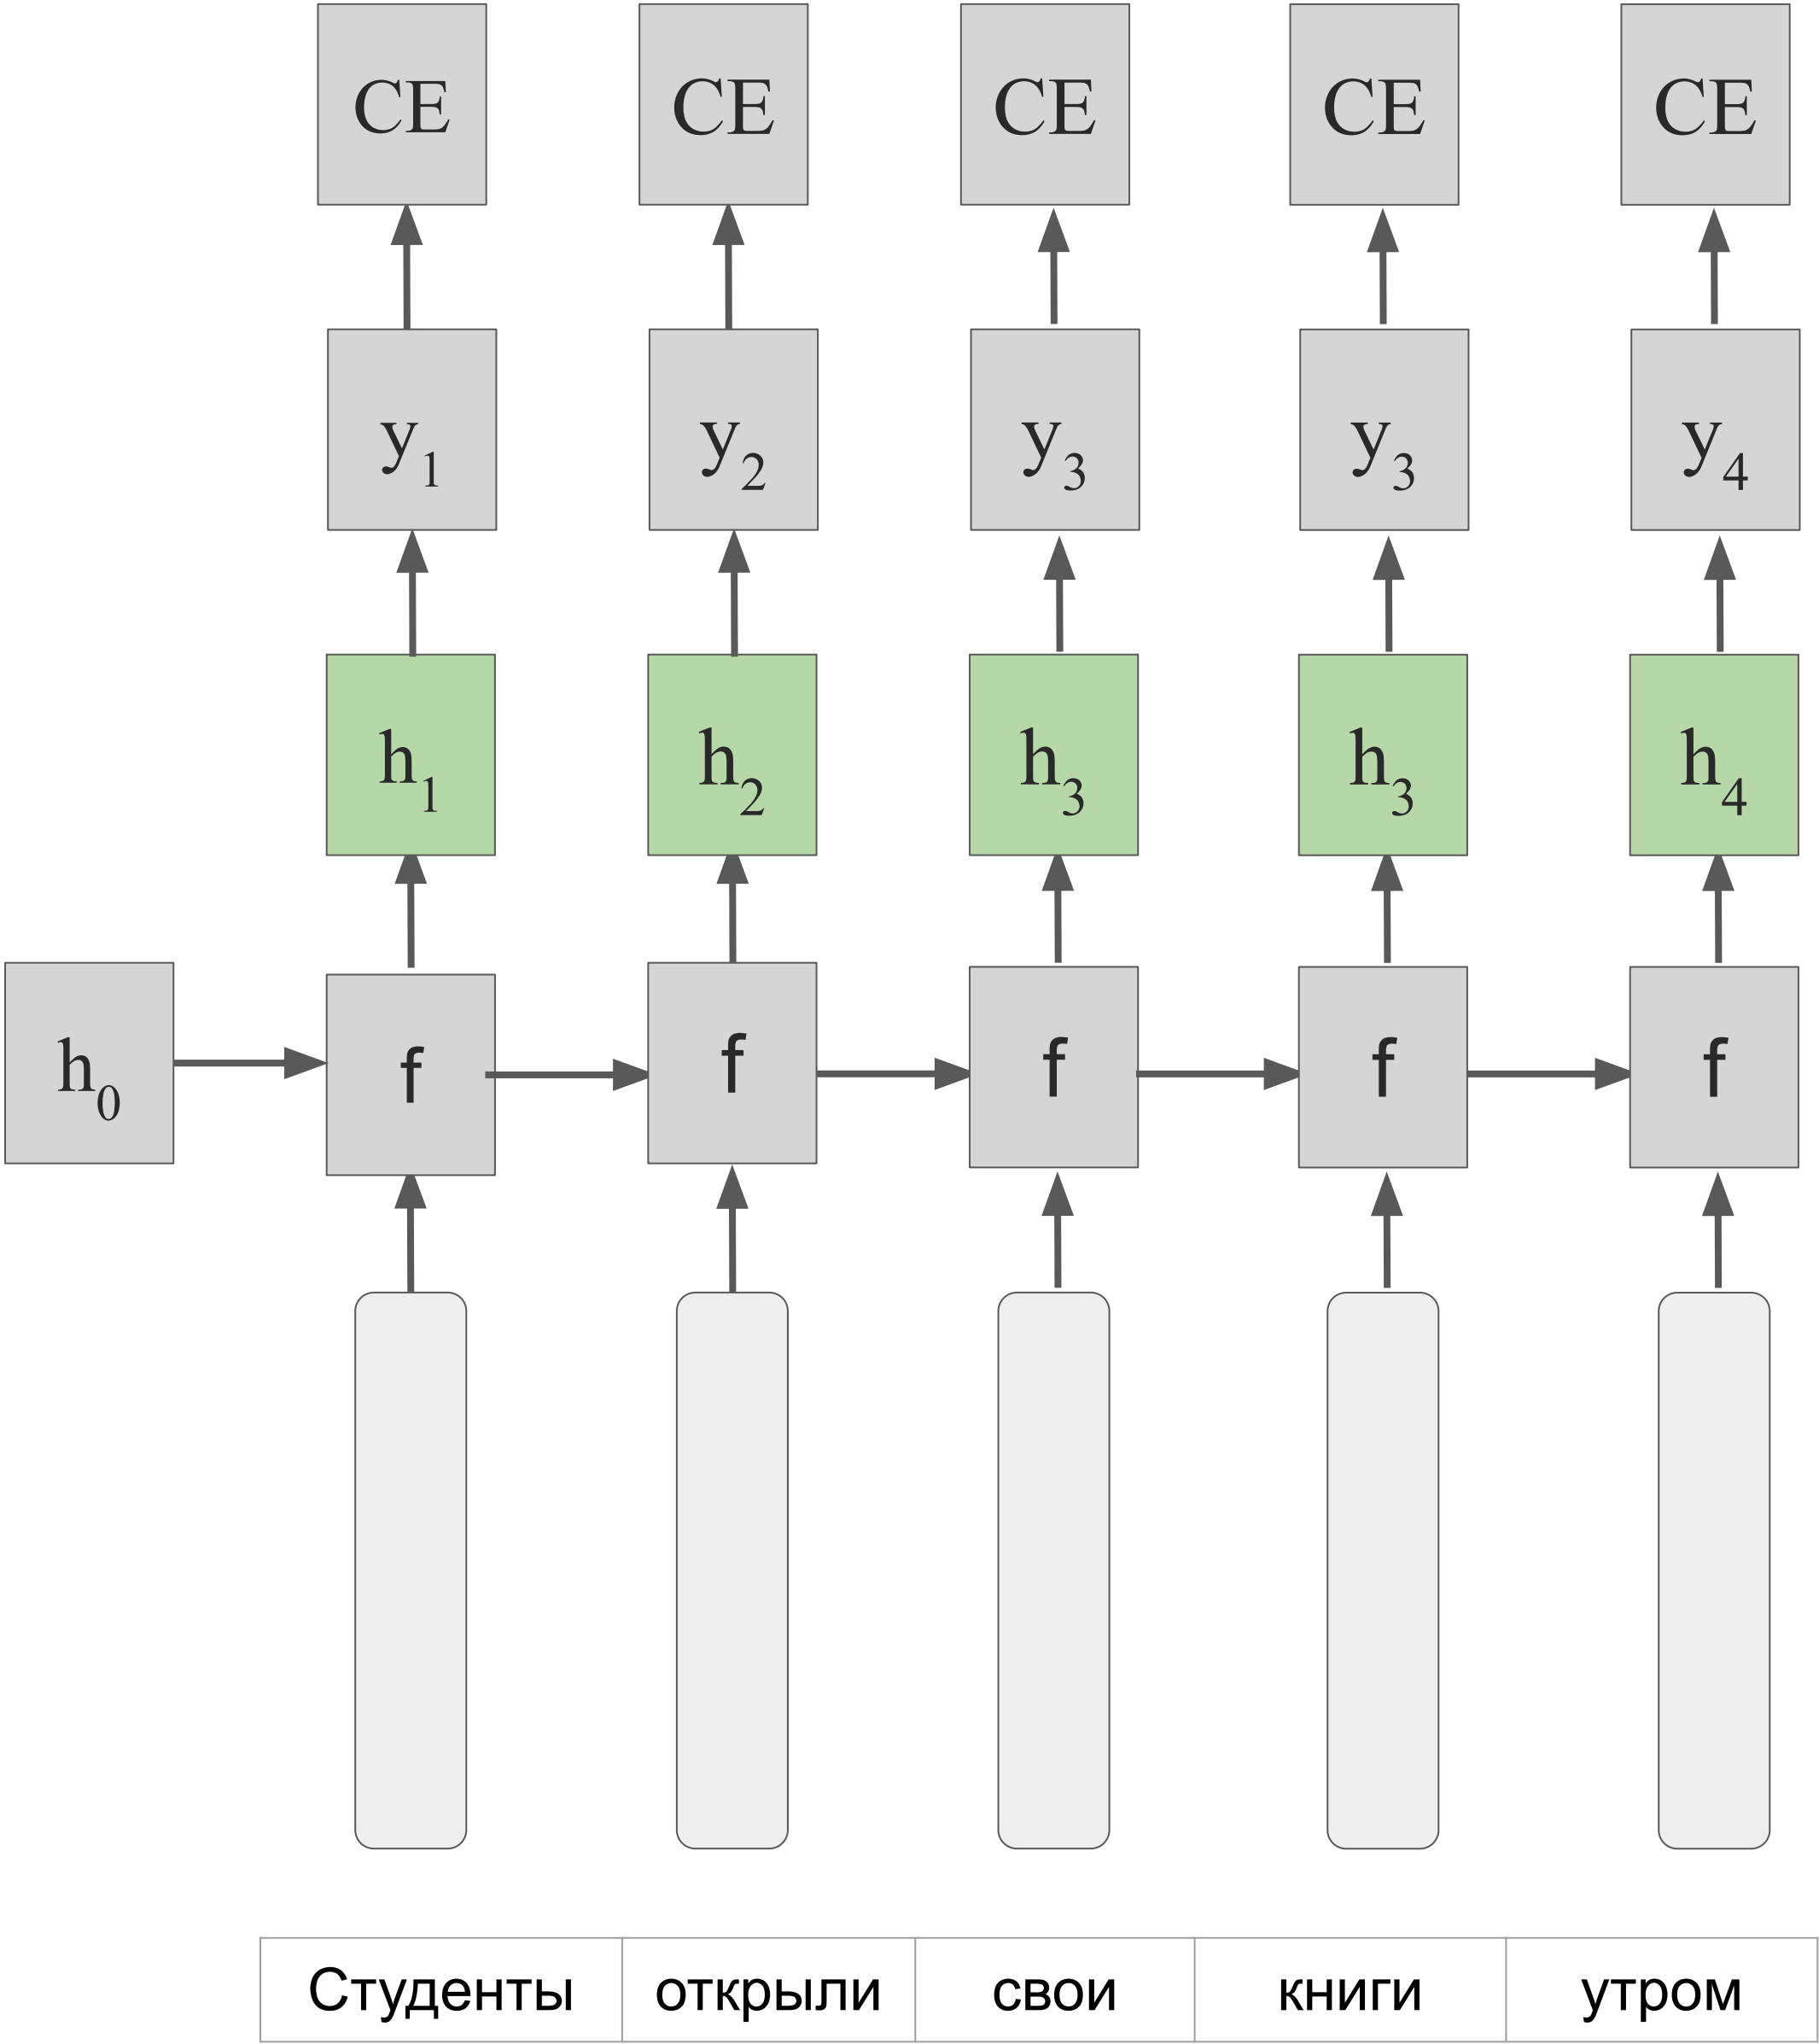 CE CE CE CE CE
y1 y2 y3 y3 y4
h1 h2 h3 h3 h4
h0 f f f f f
Студенты открыли свои книги утром